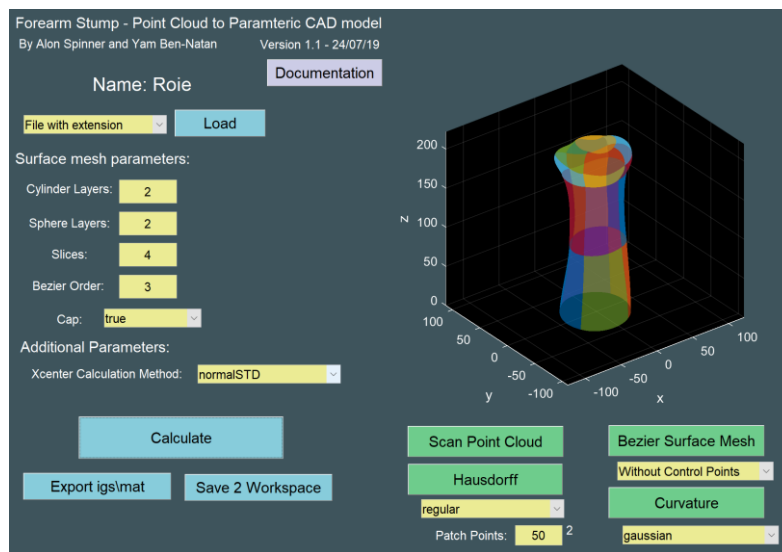 Forearm Stump - Point Cloud to Paramteric CAD model
By Alon Spinner and Yam Ben-Natan Version 1.1 - 24/07/19
Documentation
Name: Roie
File with extension Load
Surface mesh parameters:
Cylinder Layers: 2
Sphere Layers: 2
Slices: 4
Bezier Order: 3
Cap: true
Additional Parameters:
Xcenter Calculation Method: normalSTD
Calculate
Export igs\mat Save 2 Workspace
200
150
100
50
0
z
100
50
0
-50
-100
y
-100
-50
0
50
100
x
Scan Point Cloud Bezier Surface Mesh
Without Control Points
Hausdorff
regular
Curvature
Patch Points: 50 2
gaussian